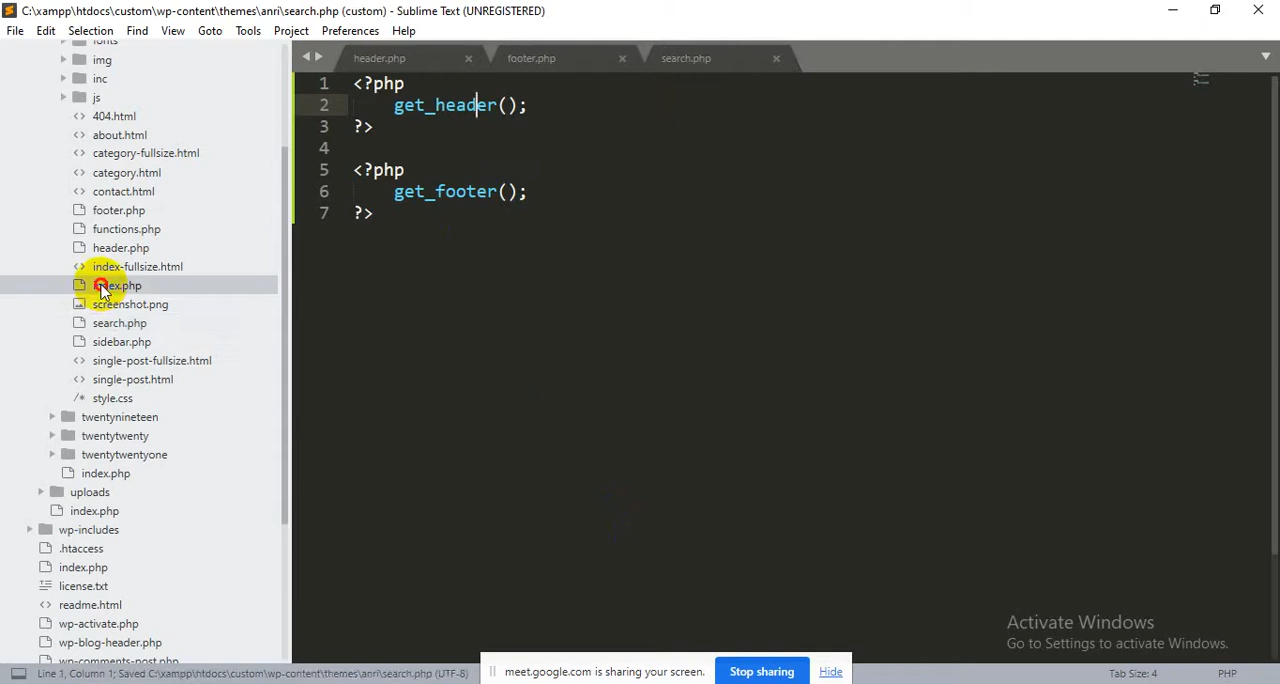 C:\xampp\htdocs\custom\wp-content\themes\anri\search.php (custom) - Sublime Text (UNREGISTERED)
File Edit Selection Find View Goto Tools Project Preferences Help
header.php × footer.php × search.php ×
fonts
img
inc
js
404.html
about.html
category-fullsize.html
category.html
contact.html
footer.php
functions.php
header.php
index-fullsize.html
index.php
screenshot.png
search.php
sidebar.php
single-post-fullsize.html
single-post.html
/* style.css
twentynineteen
twentytwenty
twentytwentyone
index.php
uploads
index.php
wp-includes
.htaccess
index.php
license.txt
readme.html
wp-activate.php
wp-blog-header.php
wp-comments-post.php
1 <?php
2 get_header();
3 ?>
4
5 <?php
6 get_footer();
7 ?>
Activate Windows
Go to Settings to activate Windows.
meet.google.com is sharing your screen. Stop sharing Hide
Line 1, Column 1; Saved C:\xampp\htdocs\custom\wp-content\themes\anri\search.php (UTF-8) Tab Size: 4 PHP